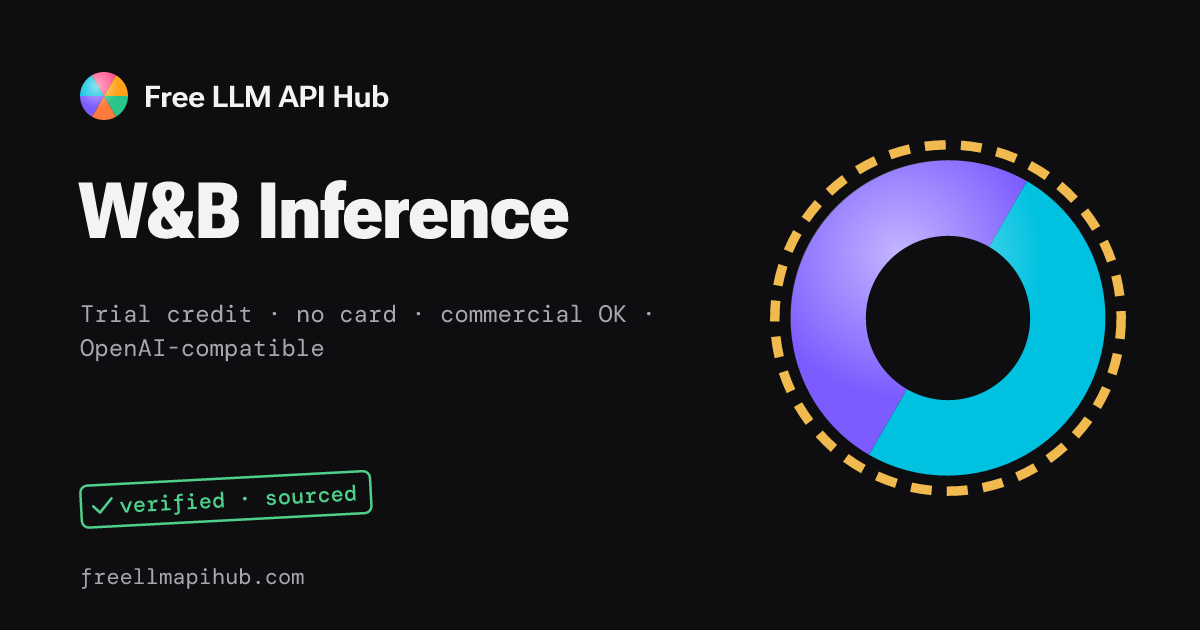 Free LLM API Hub
W&B Inference
Trial credit · no card · commercial OK ·
OpenAI-compatible
verified · sourced
freellmapihub.com